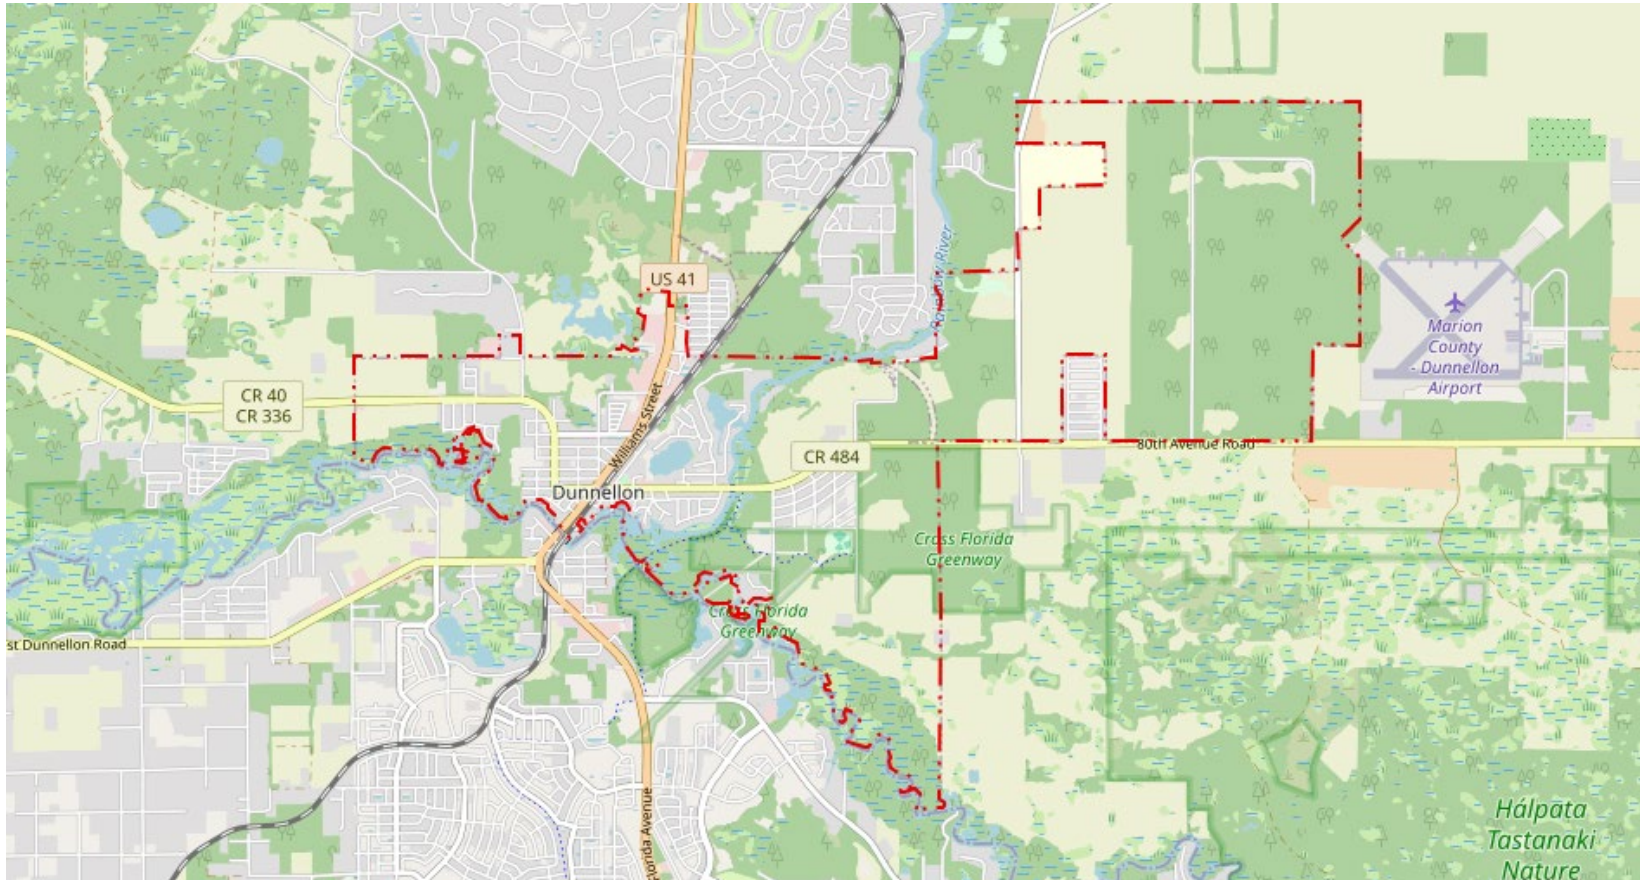 Rainbow River
US 41
Marion
County
- Dunnellon
Airport
CR 40
CR 336
Williams Street
80th Avenue Road
CR 484
Dunnellon
Cross Florida
Greenway
Cross Florida
Greenway
st Dunnellon Road
Florida Avenue
Hálpata
Tastanaki
Nature